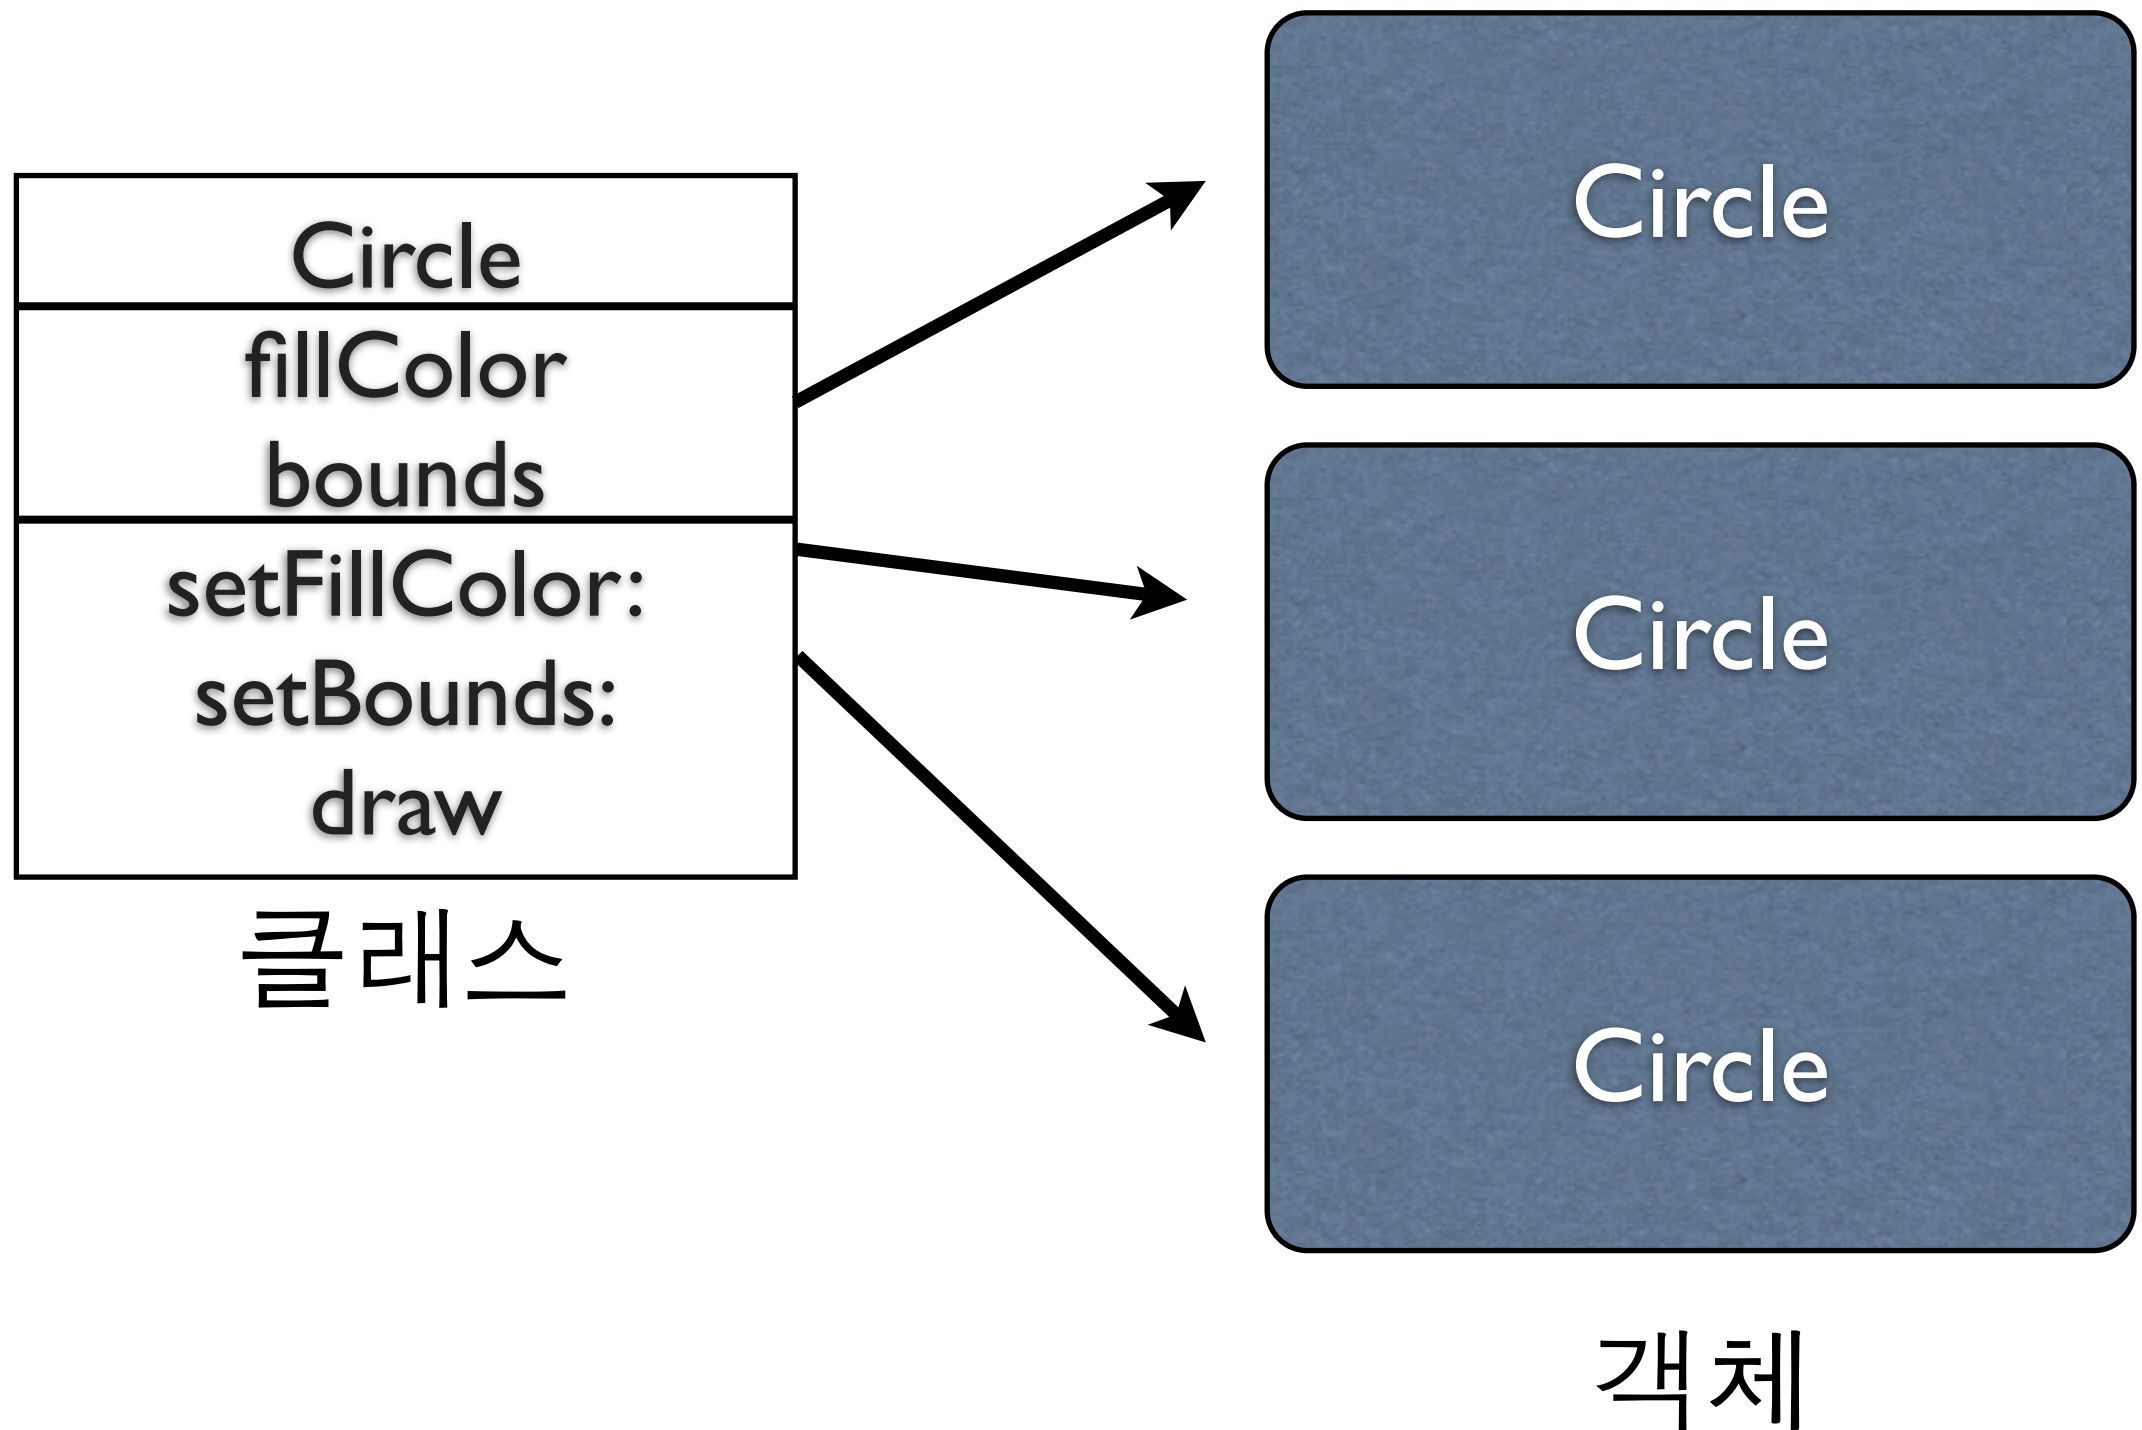 Circle
fillColor
bounds
setFillColor:
setBounds:
draw
클래스
Circle
Circle
Circle
객체